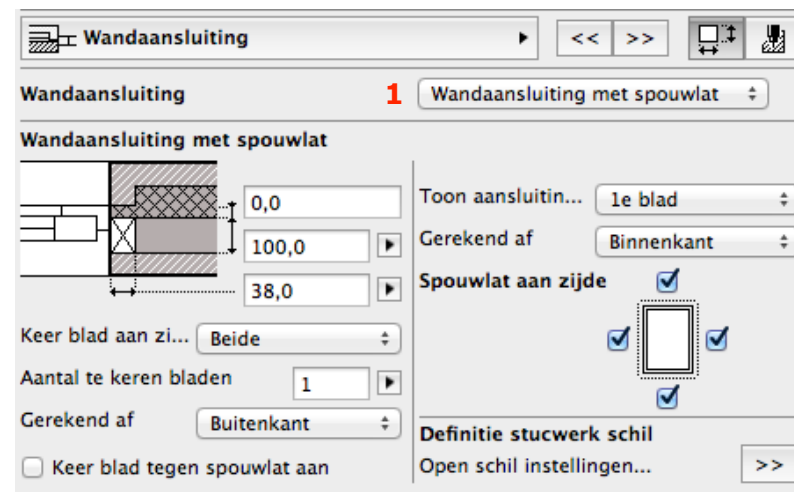 Wandaansluiting
<< >>
Wandaansluiting 1 Wandaansluiting met spouwlat
Wandaansluiting met spouwlat
0,0
100,0
38,0
Keer blad aan zi... Beide
Aantal te keren bladen 1
Gerekend af Buitenkant
Keer blad tegen spouwlat aan
Toon aansluitin... 1e blad
Gerekend af Binnenkant
Spouwlat aan zijde
Definitie stucwerk schil
Open schil instellingen... >>